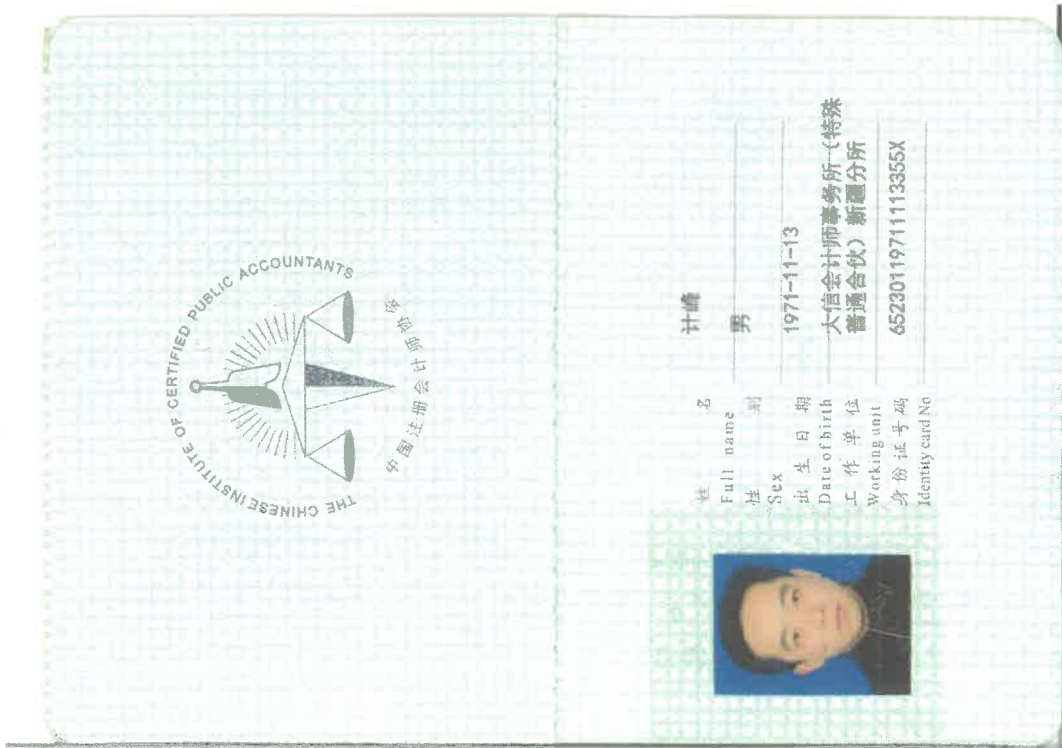 THE CHINESE INSTITUTE OF CERTIFIED PUBLIC ACCOUNTANTS
中国注册会计师协会
姓 名 计峰
Full name
性 别 男
Sex
出 生 日 期 1971-11-13
Date of birth
工 作 单 位 大信会计师事务所(特殊
Working unit 普通合伙)新疆分所
身 份 证 号 码 65230119711113355X
Identity card No